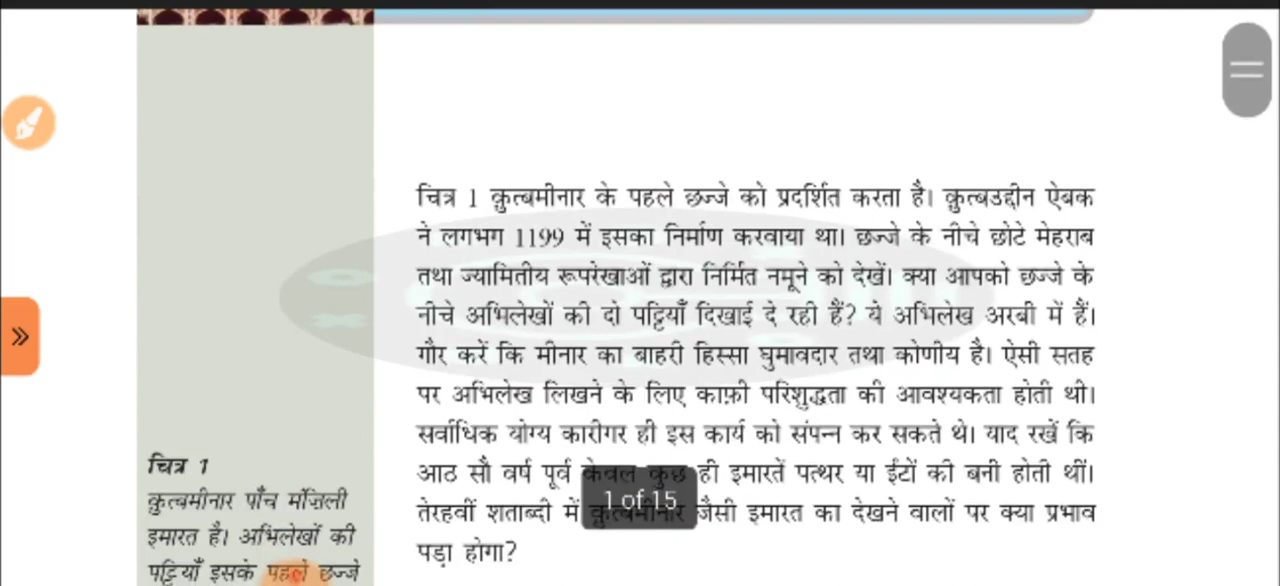 चित्र 1 क़ुत्बमीनार के पहले छज्जे को प्रदर्शित करता है। क़ुत्बउद्दीन ऐबक
ने लगभग 1199 में इसका निर्माण करवाया था। छज्जे के नीचे छोटे मेहराब
तथा ज्यामितीय रूपरेखाओं द्वारा निर्मित नमूने को देखें। क्या आपको छज्जे के
नीचे अभिलेखों की दो पट्टियाँ दिखाई दे रही हैं? ये अभिलेख अरबी में हैं।
गौर करें कि मीनार का बाहरी हिस्सा घुमावदार तथा कोणीय है। ऐसी सतह
पर अभिलेख लिखने के लिए काफ़ी परिशुद्धता की आवश्यकता होती थी।
सर्वाधिक योग्य कारीगर ही इस कार्य को संपन्न कर सकते थे। याद रखें कि
आठ सौ वर्ष पूर्व केवल कुछ ही इमारतें पत्थर या ईटों की बनी होती थीं।
तेरहवीं शताब्दी में क़ुत्बमीनार जैसी इमारत का देखने वालों पर क्या प्रभाव
पड़ा होगा?
1 of 15
चित्र 1
क़ुत्बमीनार पाँच मंज़िली
इमारत है। अभिलेखों की
पट्टियाँ इसके पहले छज्जे